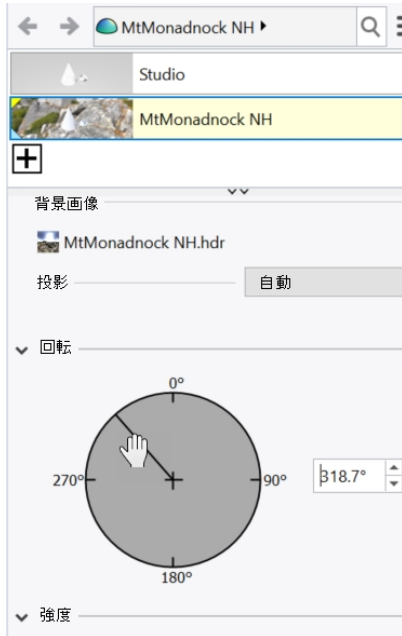 MtMonadnock NH
Studio
MtMonadnock NH
背景画像
MtMonadnock NH.hdr
投影 自動
回転
0°
270° 90° 318.7°
180°
強度